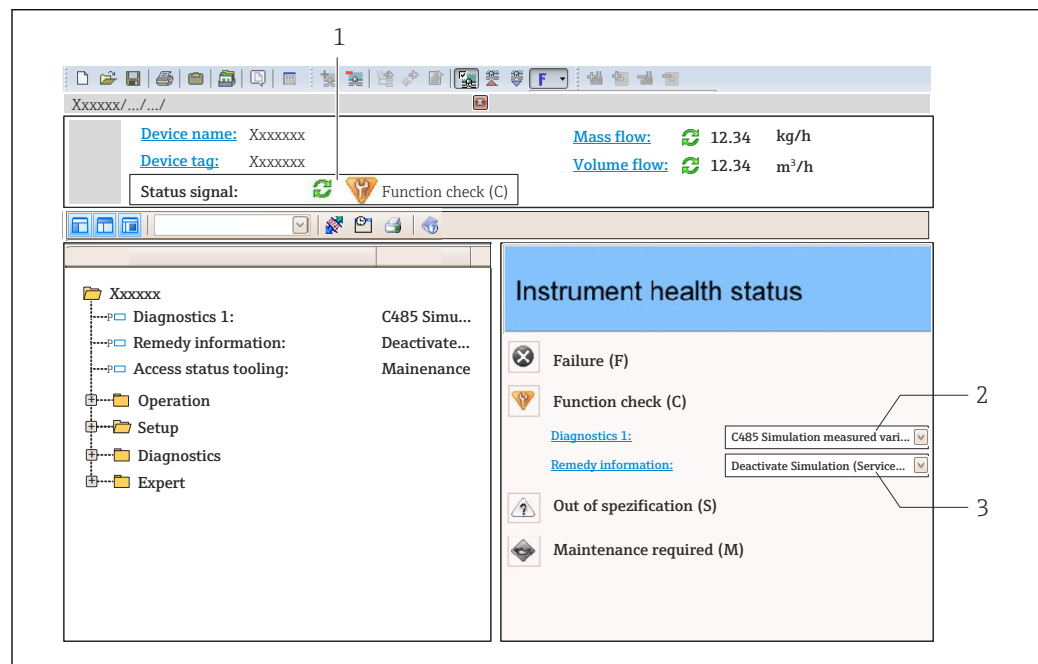 1
F
Xxxxxx/.../.../
Device name: Xxxxxxx
Mass flow: 12.34 kg/h
Device tag: Xxxxxxx
Volume flow: 12.34 m³/h
Status signal: Function check (C)
Xxxxxx
P Diagnostics 1: C485 Simu...
P Remedy information: Deactivate...
P Access status tooling: Mainenance
Operation
Setup
Diagnostics
Expert
Instrument health status
Failure (F)
Function check (C)
2
Diagnostics 1: C485 Simulation measured vari...
Remedy information: Deactivate Simulation (Service...
Out of spezification (S)
3
Maintenance required (M)